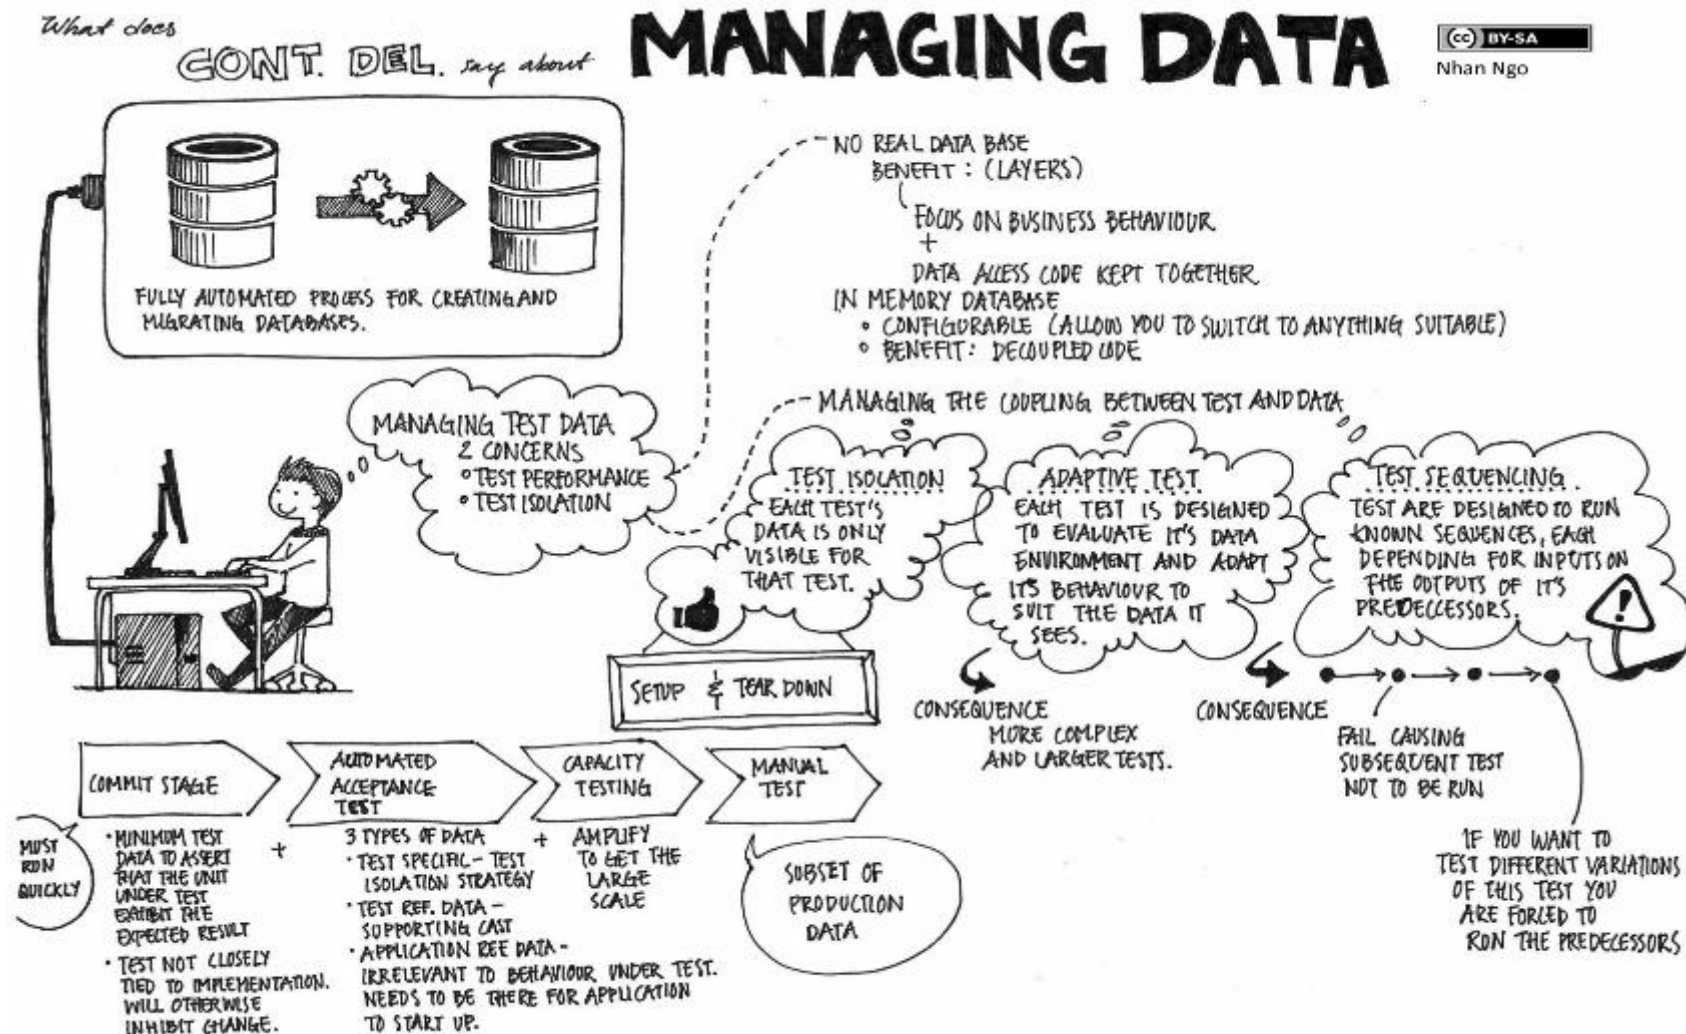 What does
CONT. DEL. say about
MANAGING DATA
CC BY-SA
Nhan Ngo
FULLY AUTOMATED PROCESS FOR CREATING AND
MIGRATING DATABASES.
NO REAL DATA BASE
BENEFIT: (LAYERS)
FOCUS ON BUSINESS BEHAVIOUR
+
DATA ACCESS CODE KEPT TOGETHER
IN MEMORY DATABASE
• CONFIGURABLE (ALLOW YOU TO SWITCH TO ANYTHING SUITABLE)
• BENEFIT: DECOUPLED CODE
MANAGING TEST DATA
2 CONCERNS
• TEST PERFORMANCE
• TEST ISOLATION
MANAGING THE COUPLING BETWEEN TEST AND DATA
TEST ISOLATION
EACH TEST'S
DATA IS ONLY
VISIBLE FOR
THAT TEST.
SETUP & TEAR DOWN
ADAPTIVE TEST
EACH TEST IS DESIGNED
TO EVALUATE IT'S DATA
ENVIRONMENT AND ADAPT
IT'S BEHAVIOUR TO
SUIT THE DATA IT
SEES.
CONSEQUENCE
MORE COMPLEX
AND LARGER TESTS.
TEST SEQUENCING.
TEST ARE DESIGNED TO RUN
KNOWN SEQUENCES, EACH
DEPENDING FOR INPUTS ON
THE OUTPUTS OF IT'S
PREDECCESSORS.
!
CONSEQUENCE
FAIL CAUSING
SUBSEQUENT TEST
NOT TO BE RUN
IF YOU WANT TO
TEST DIFFERENT VARIATIONS
OF THIS TEST YOU
ARE FORCED TO
RUN THE PREDECESSORS
COMMIT STAGE
MUST
RUN
QUICKLY
• MINIMUM TEST
DATA TO ASSERT
THAT THE UNIT
UNDER TEST
EXHIBIT THE
EXPECTED RESULT
• TEST NOT CLOSELY
TIED TO IMPLEMENTATION.
WILL OTHERWISE
INHIBIT CHANGE.
+
AUTOMATED
ACCEPTANCE
TEST
3 TYPES OF DATA
• TEST SPECIFIC - TEST
ISOLATION STRATEGY
• TEST REF. DATA -
SUPPORTING CAST
• APPLICATION REF DATA -
IRRELEVANT TO BEHAVIOUR UNDER TEST.
NEEDS TO BE THERE FOR APPLICATION
TO START UP.
+
CAPACITY
TESTING
AMPLIFY
TO GET THE
LARGE
SCALE
MANUAL
TEST
SUBSET OF
PRODUCTION
DATA